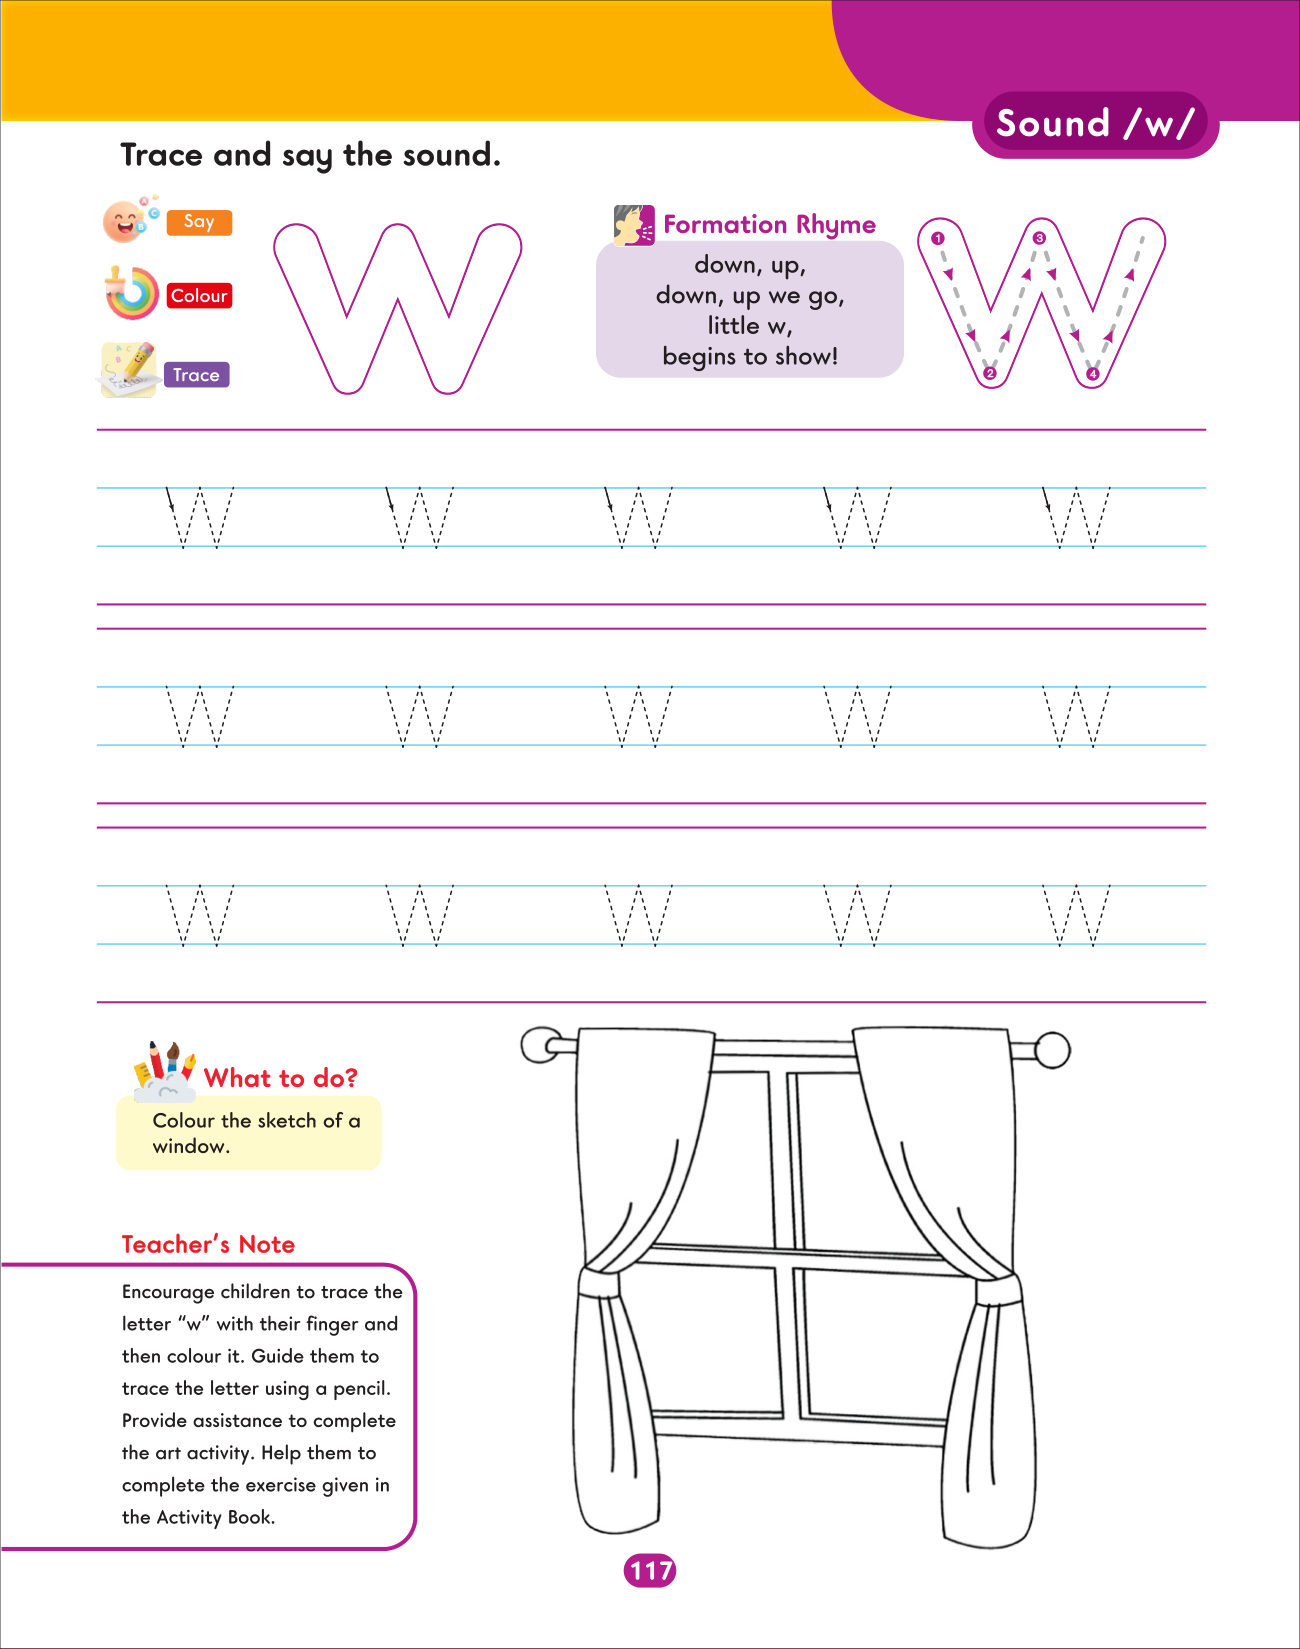 Sound /w/
Trace and say the sound.
Say
Colour
Trace
Formation Rhyme
down, up,
down, up we go,
little w,
begins to show!
1
2
3
4
w w w w w
w w w w w
w w w w w
What to do?
Colour the sketch of a
window.
Teacher's Note
Encourage children to trace the
letter “w” with their finger and
then colour it. Guide them to
trace the letter using a pencil.
Provide assistance to complete
the art activity. Help them to
complete the exercise given in
the Activity Book.
117